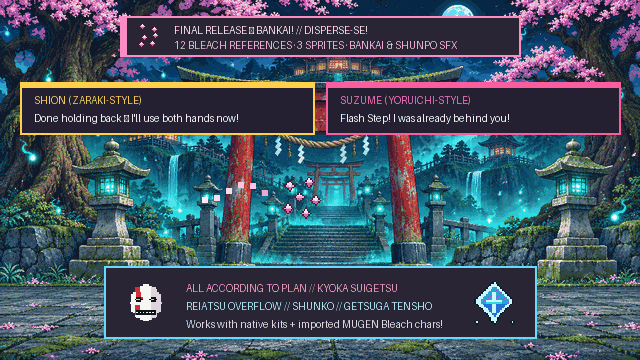 FINAL RELEASE ☒ BANKAI! // DISPERSE-SE!
12 BLEACH REFERENCES · 3 SPRITES · BANKAI & SHUNPO SFX
SHION (ZARAKI-STYLE)
Done holding back ☒ I'll use both hands now!
SUZUME (YORUICHI-STYLE)
Flash Step! I was already behind you!
ALL ACCORDING TO PLAN // KYOKA SUIGETSU
REIATSU OVERFLOW // SHUNKO // GETSUGA TENSHO
Works with native kits + imported MUGEN Bleach chars!